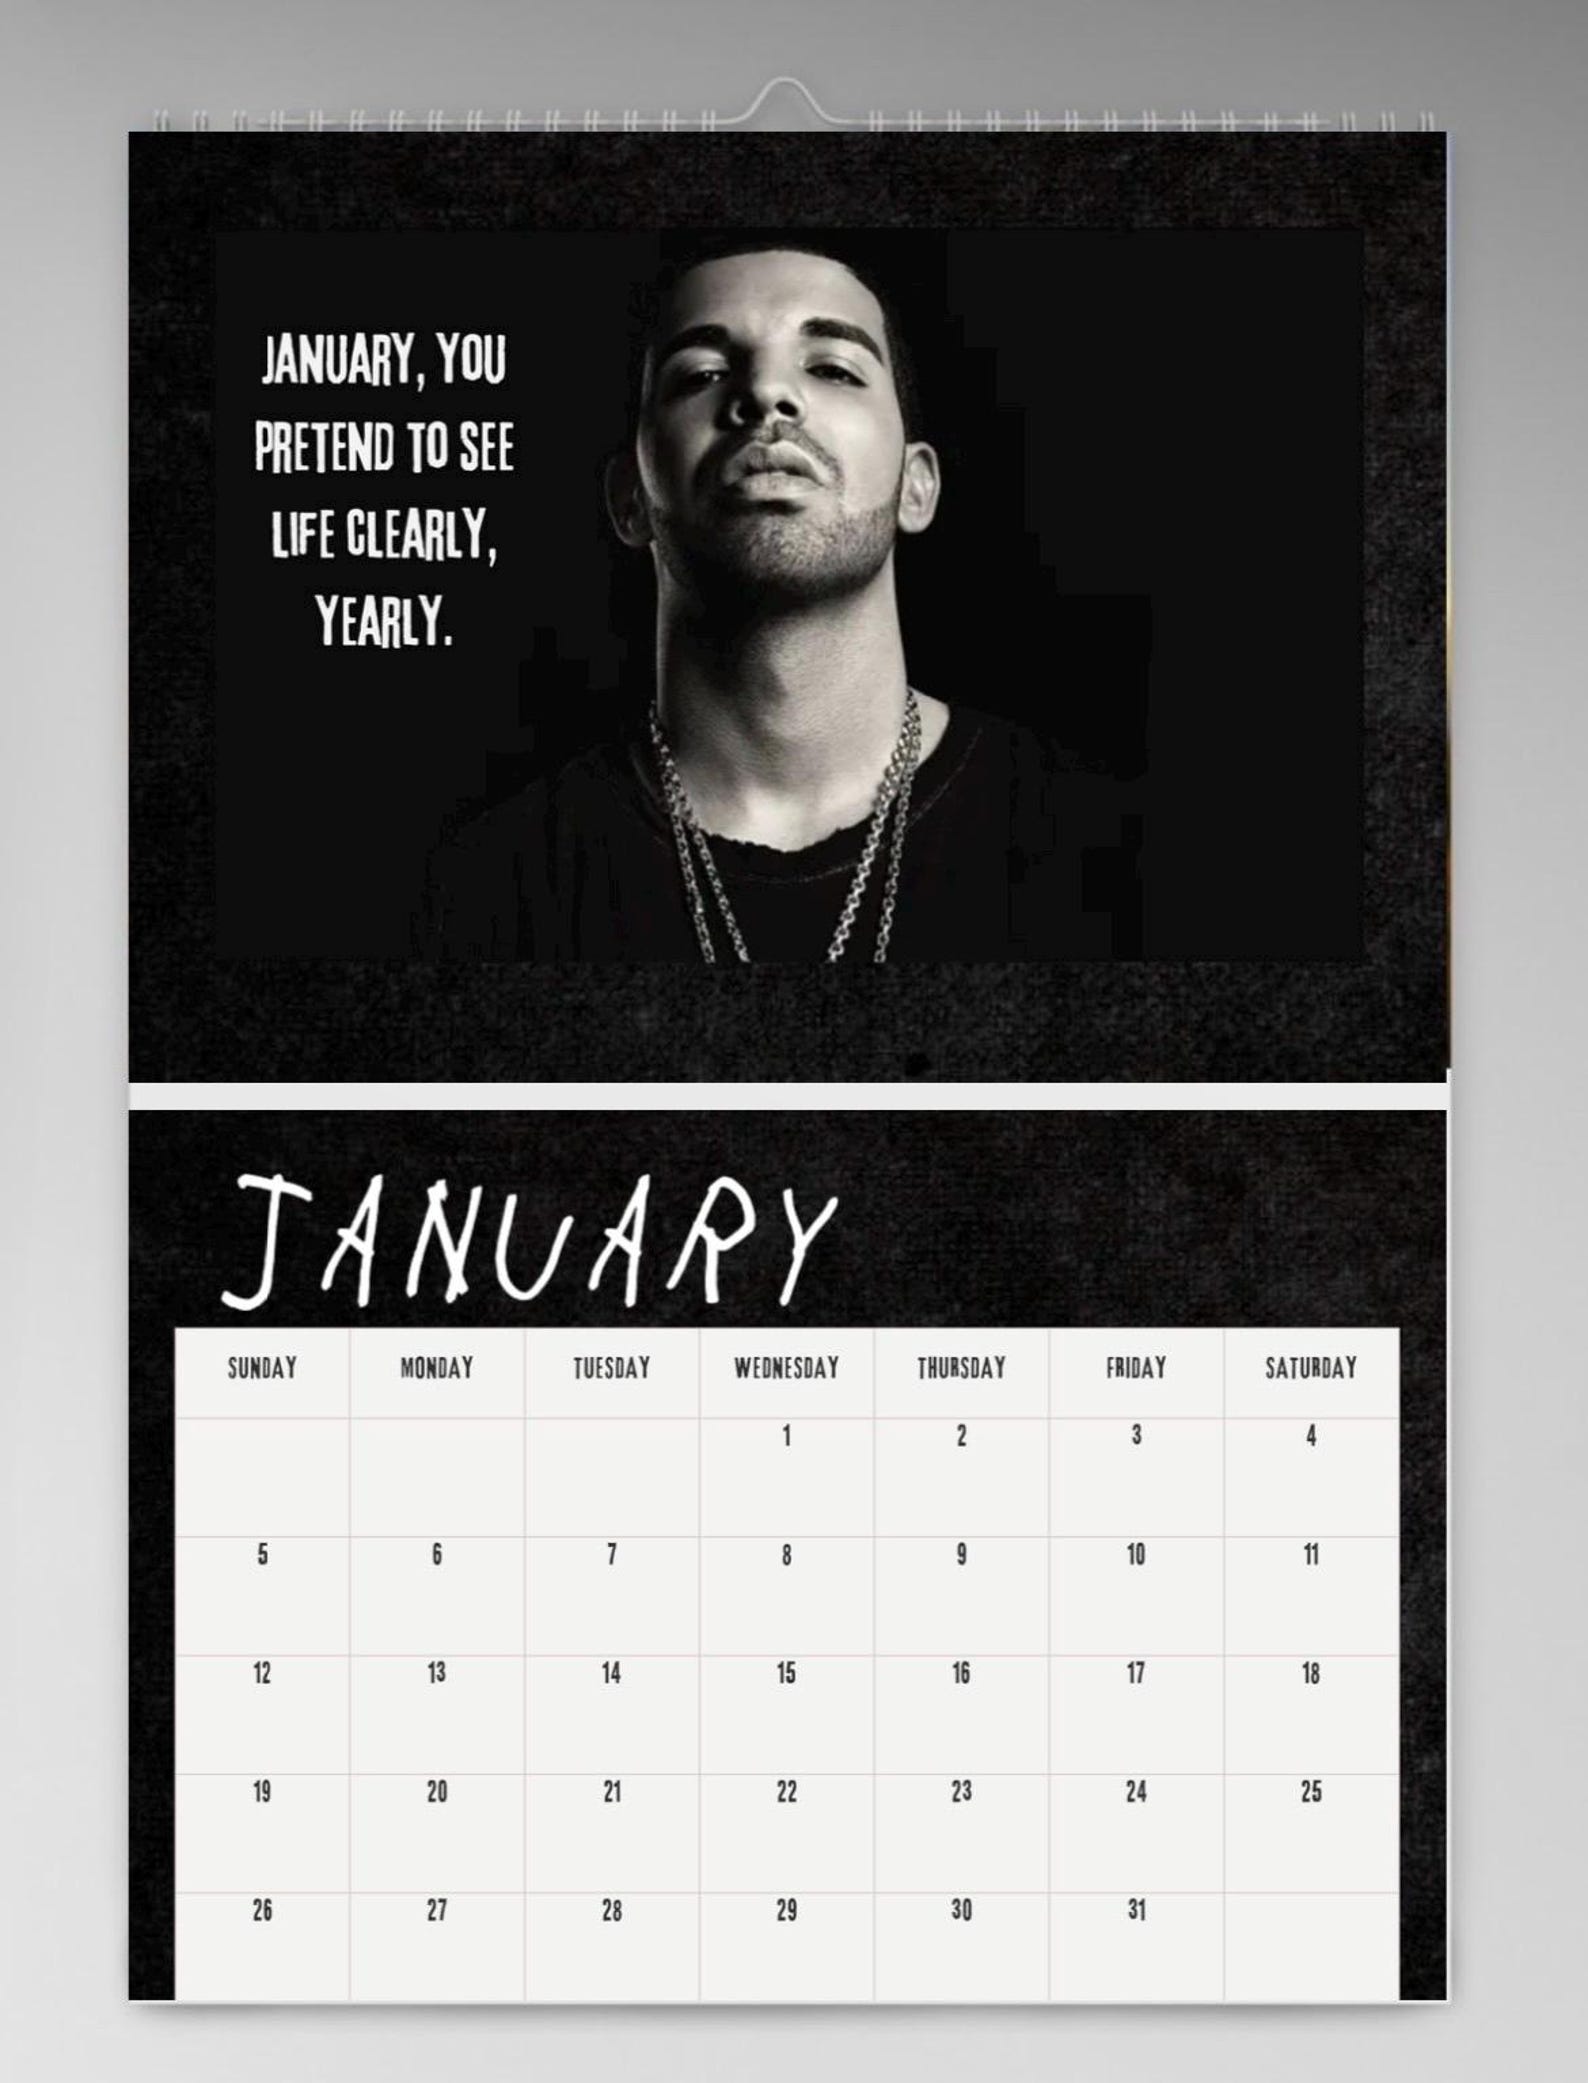 JANUARY, YOU
PRETEND TO SEE
LIFE CLEARLY,
YEARLY.
JANUARY
SUNDAY MONDAY TUESDAY WEDNESDAY THURSDAY FRIDAY SATURDAY
1 2 3 4
5 6 7 8 9 10 11
12 13 14 15 16 17 18
19 20 21 22 23 24 25
26 27 28 29 30 31